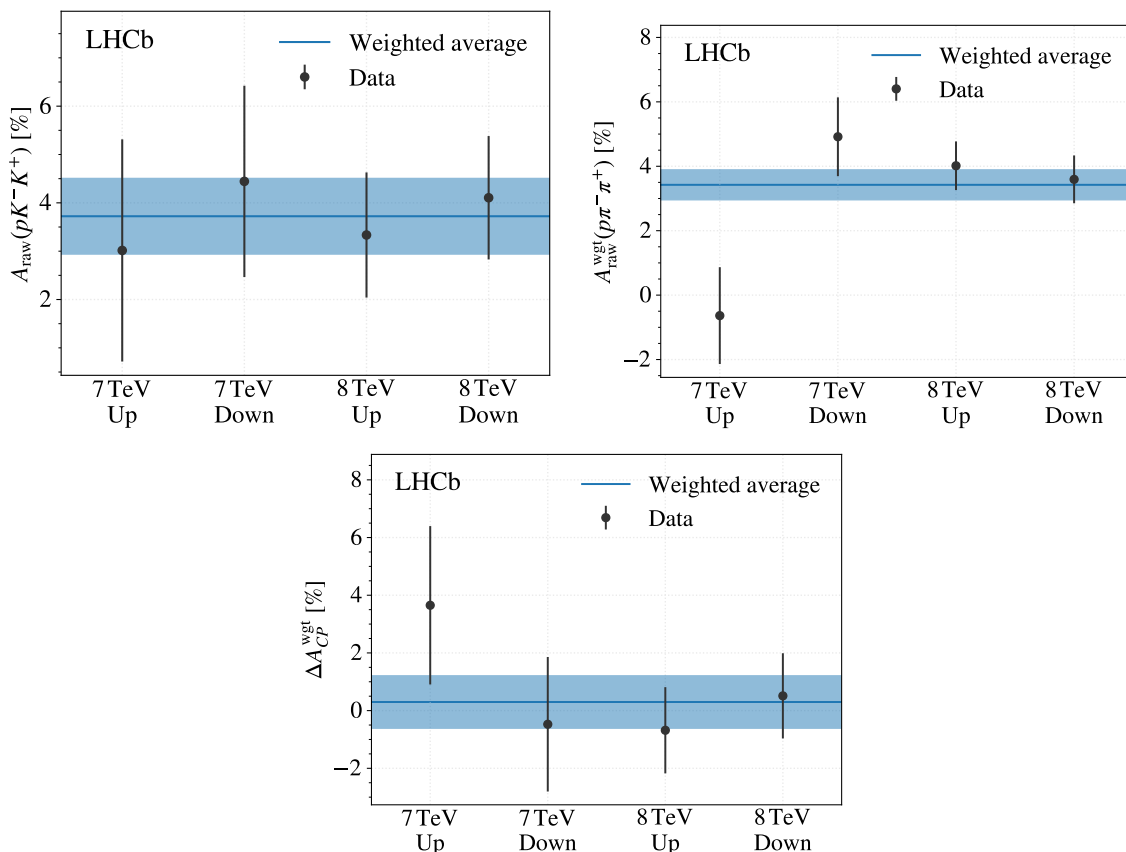 LHCb
Weighted average
Data
A_raw(pK⁻K⁺) [%]
6
4
2
7 TeV Up
7 TeV Down
8 TeV Up
8 TeV Down
LHCb
Weighted average
Data
A_raw^wgt(pπ⁻π⁺) [%]
8
6
4
2
0
−2
7 TeV Up
7 TeV Down
8 TeV Up
8 TeV Down
LHCb
Weighted average
Data
ΔA_CP^wgt [%]
8
6
4
2
0
−2
7 TeV Up
7 TeV Down
8 TeV Up
8 TeV Down